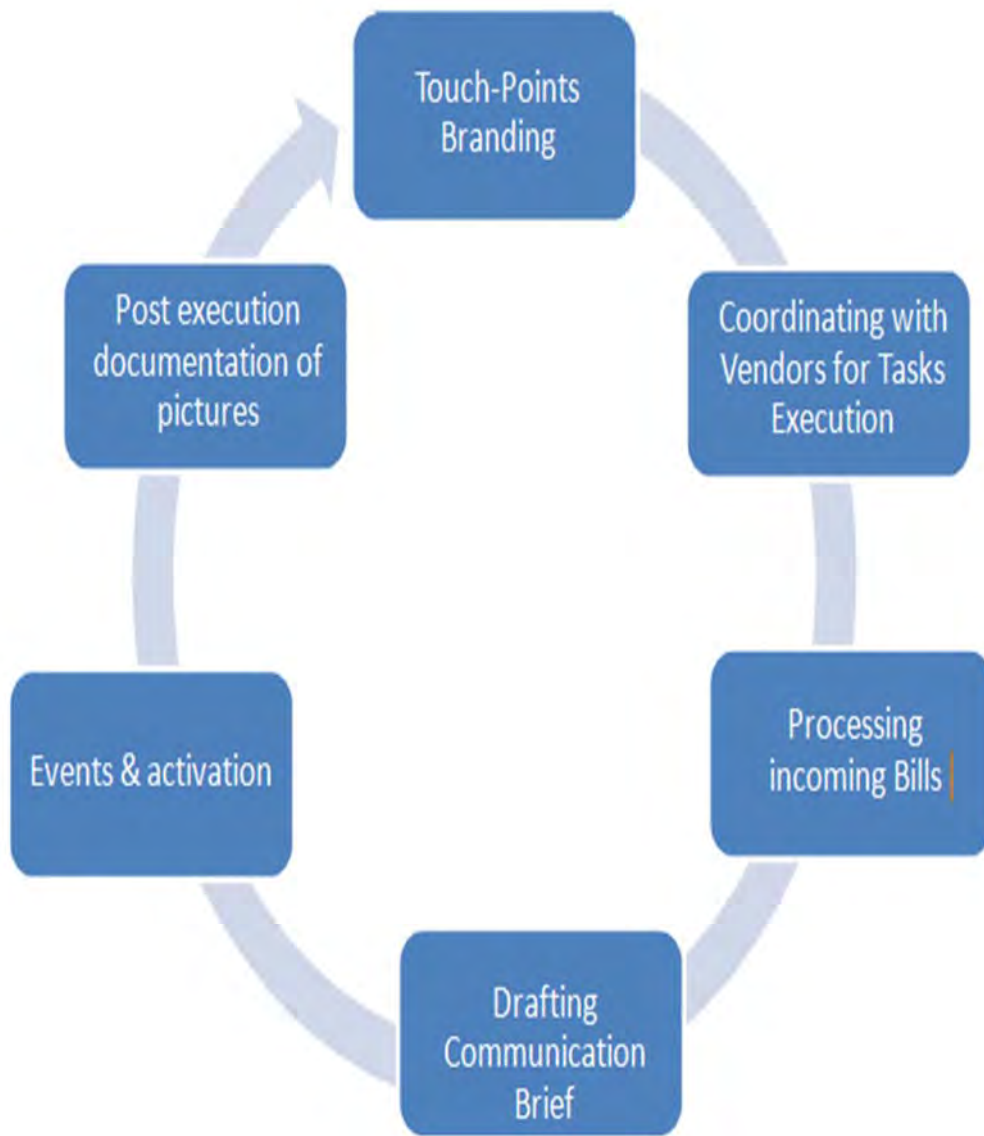 Touch-Points
Branding
Coordinating with
Vendors for Tasks
Execution
Processing
incoming Bills
Drafting
Communication
Brief
Events & activation
Post execution
documentation of
pictures